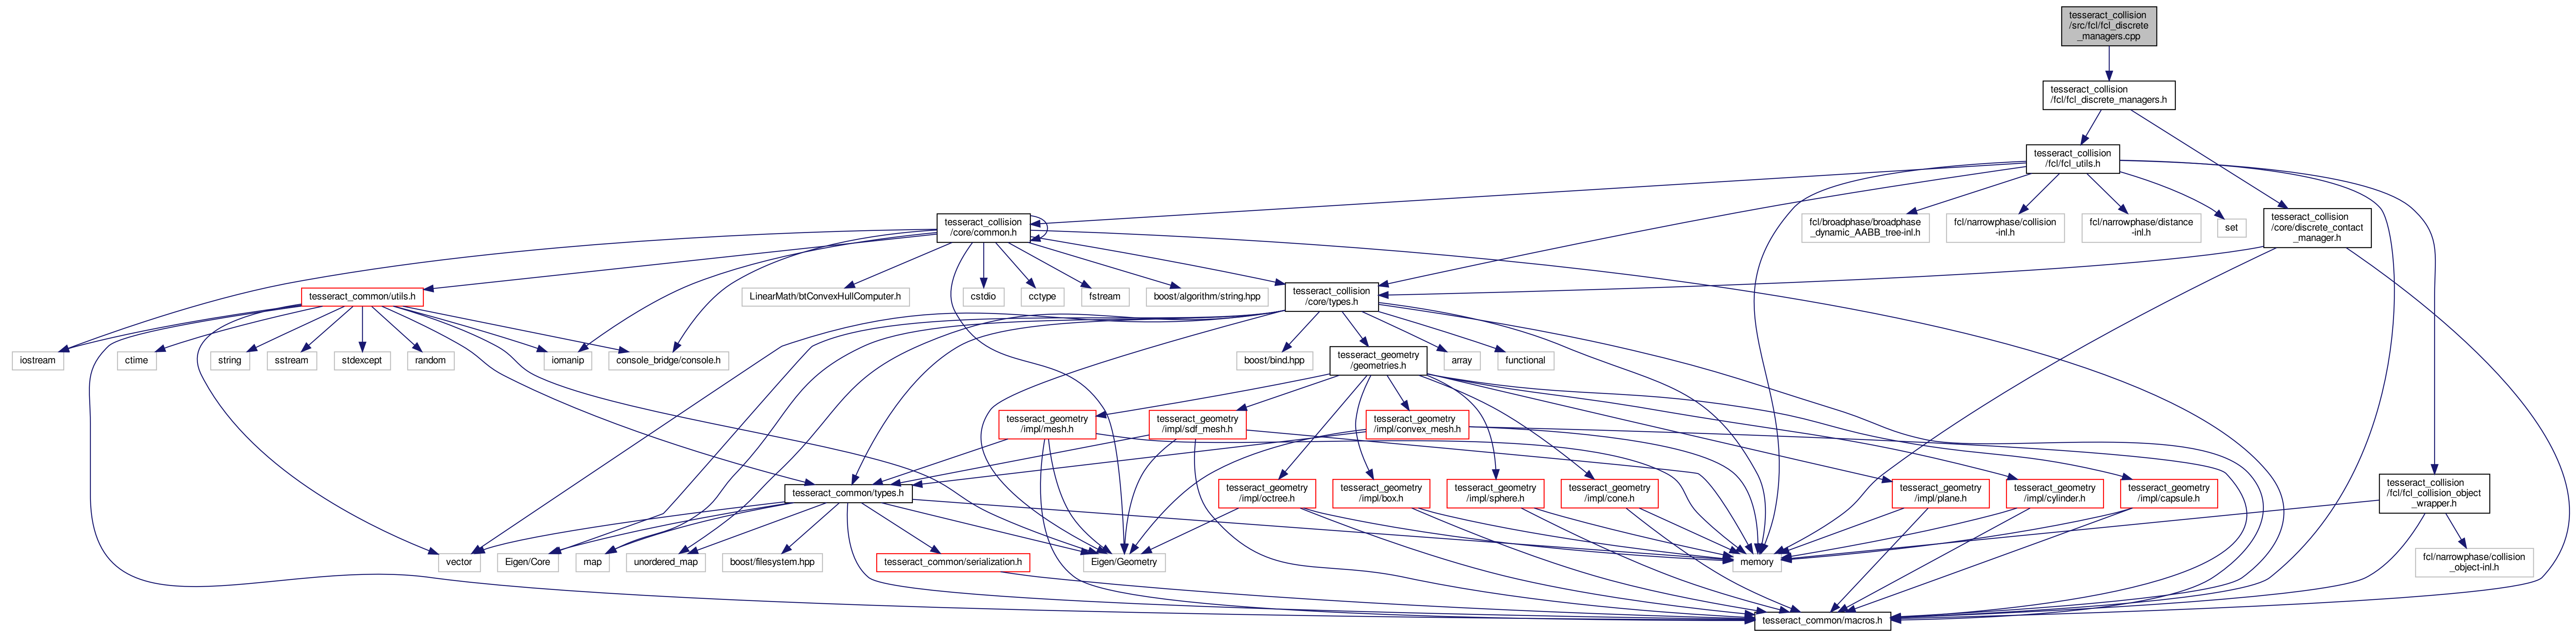 tesseract_collision
/src/fcl/fcl_discrete
_managers.cpp
tesseract_collision
/fcl/fcl_discrete_managers.h
tesseract_collision
/fcl/fcl_utils.h
tesseract_collision
/core/common.h
fcl/broadphase/broadphase
_dynamic_AABB_tree-inl.h
fcl/narrowphase/collision
-inl.h
fcl/narrowphase/distance
-inl.h
set
tesseract_collision
/core/discrete_contact
_manager.h
tesseract_common/utils.h
LinearMath/btConvexHullComputer.h
cstdio
cctype
fstream
boost/algorithm/string.hpp
tesseract_collision
/core/types.h
iostream
ctime
string
sstream
stdexcept
random
iomanip
console_bridge/console.h
boost/bind.hpp
tesseract_geometry
/geometries.h
array
functional
tesseract_geometry
/impl/mesh.h
tesseract_geometry
/impl/sdf_mesh.h
tesseract_geometry
/impl/convex_mesh.h
tesseract_common/types.h
tesseract_geometry
/impl/octree.h
tesseract_geometry
/impl/box.h
tesseract_geometry
/impl/sphere.h
tesseract_geometry
/impl/cone.h
tesseract_geometry
/impl/plane.h
tesseract_geometry
/impl/cylinder.h
tesseract_geometry
/impl/capsule.h
tesseract_collision
/fcl/fcl_collision_object
_wrapper.h
vector
Eigen/Core
map
unordered_map
boost/filesystem.hpp
tesseract_common/serialization.h
Eigen/Geometry
memory
fcl/narrowphase/collision
_object-inl.h
tesseract_common/macros.h